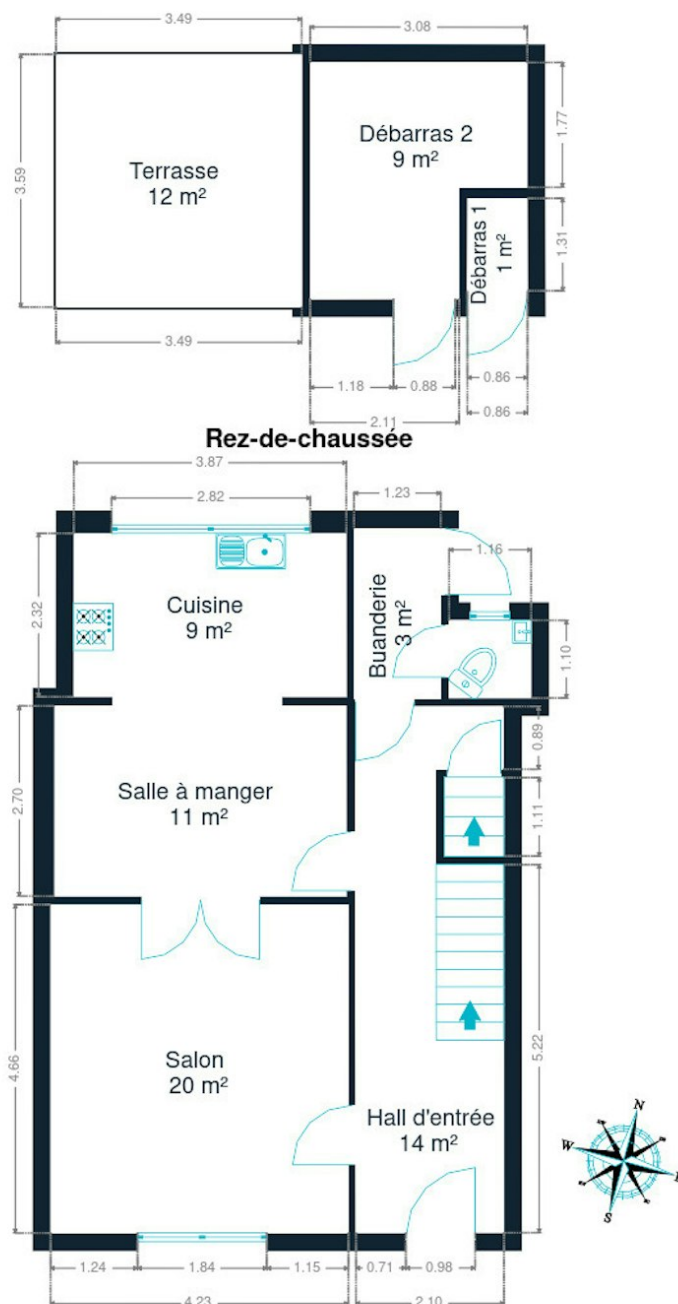 3.49
3.08
3.59
Terrasse
12 m²
Débarras 2
9 m²
1.77
Débarras 1
1 m²
1.31
3.49
1.18
0.88
0.86
2.11
0.86
Rez-de-chaussée
3.87
2.82
1.23
1.16
2.32
Cuisine
9 m²
Buanderie
3 m²
1.10
0.89
2.70
Salle à manger
11 m²
1.11
4.66
Salon
20 m²
5.22
Hall d'entrée
14 m²
N
W
E
S
1.24
1.84
1.15
0.71
0.98
4.23
2.10